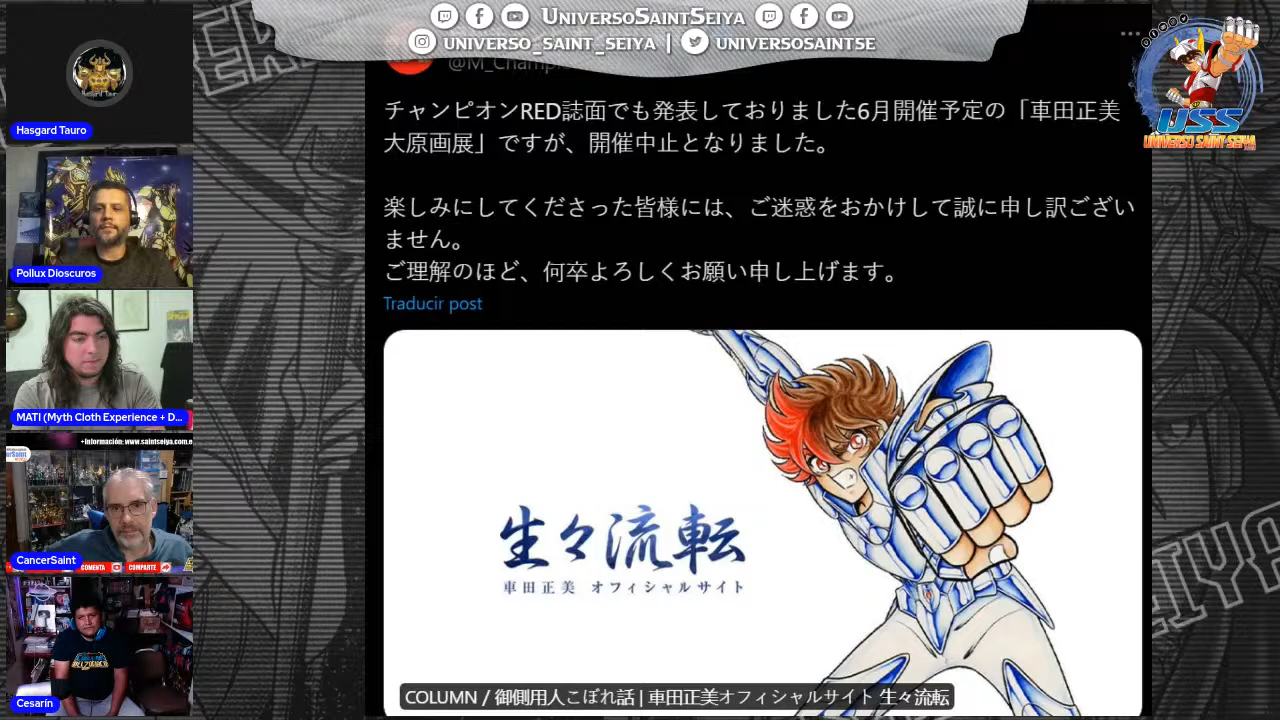 UNIVERSOSAINTSEIYA
UNIVERSO_SAINT_SEIYA | UNIVERSOSAINTSE
USS
UNIVERSO SAINT SEIYA
Hasgard Tauro
Pollux Dioscuros
MATI (Myth Cloth Experience + D...
+Información: www.saintseiya.com.e
CancerSaint
COMENTA
COMPARTE
Cesarin
チャンピオンRED誌面でも発表しておりました6月開催予定の「車田正美
大原画展」ですが、開催中止となりました。
楽しみにしてくださった皆様には、ご迷惑をおかけして誠に申し訳ござい
ません。
ご理解のほど、何卒よろしくお願い申し上げます。
Traducir post
生々流転
車田正美 オフィシャルサイト
COLUMN / 御側用人こぼれ話 | 車田正美オフィシャルサイト 生々流転